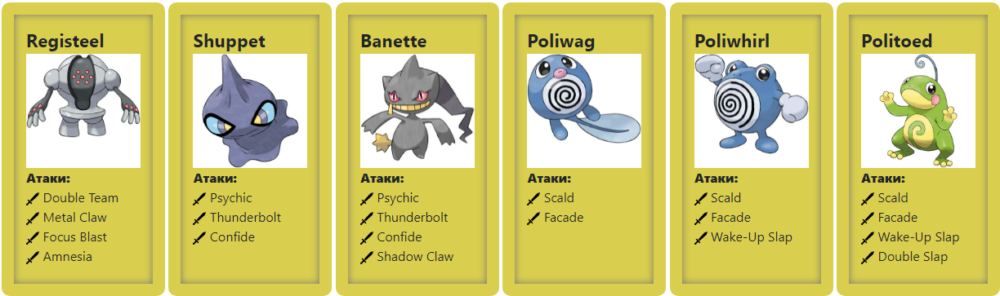 Registeel
Атаки:
Double Team
Metal Claw
Focus Blast
Amnesia
Shuppet
Атаки:
Psychic
Thunderbolt
Confide
Banette
Атаки:
Psychic
Thunderbolt
Confide
Shadow Claw
Poliwag
Атаки:
Scald
Facade
Poliwhirl
Атаки:
Scald
Facade
Wake-Up Slap
Politoed
Атаки:
Scald
Facade
Wake-Up Slap
Double Slap